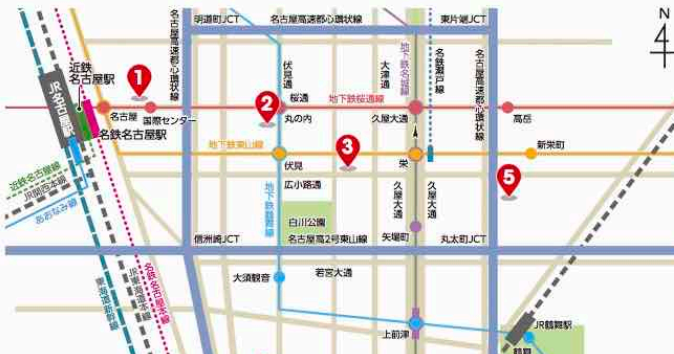 名古屋高速都心環状線
明道町JCT
名古屋高速都心環状線
東片端JCT
N
4
近鉄
名古屋駅
JR名古屋駅
1
名古屋
国際センター
名鉄名古屋駅
伏見通
2
桜通
丸の内
地下鉄桜通線
大津通
地下鉄名城線
久屋大通
名鉄瀬戸線
名古屋高速都心環状線
高岳
地下鉄東山線
伏見
3
栄
新栄町
5
近鉄名古屋線
JR関西本線
あおなみ線
地下鉄鶴舞線
広小路通
白川公園
久屋大通
久屋大通
矢場町
信洲崎JCT
名古屋高2号東山線
丸太町JCT
東海道新幹線
JR東海道本線
名鉄名古屋本線
大須観音
若宮大通
上前津
JR鶴舞駅
鶴舞